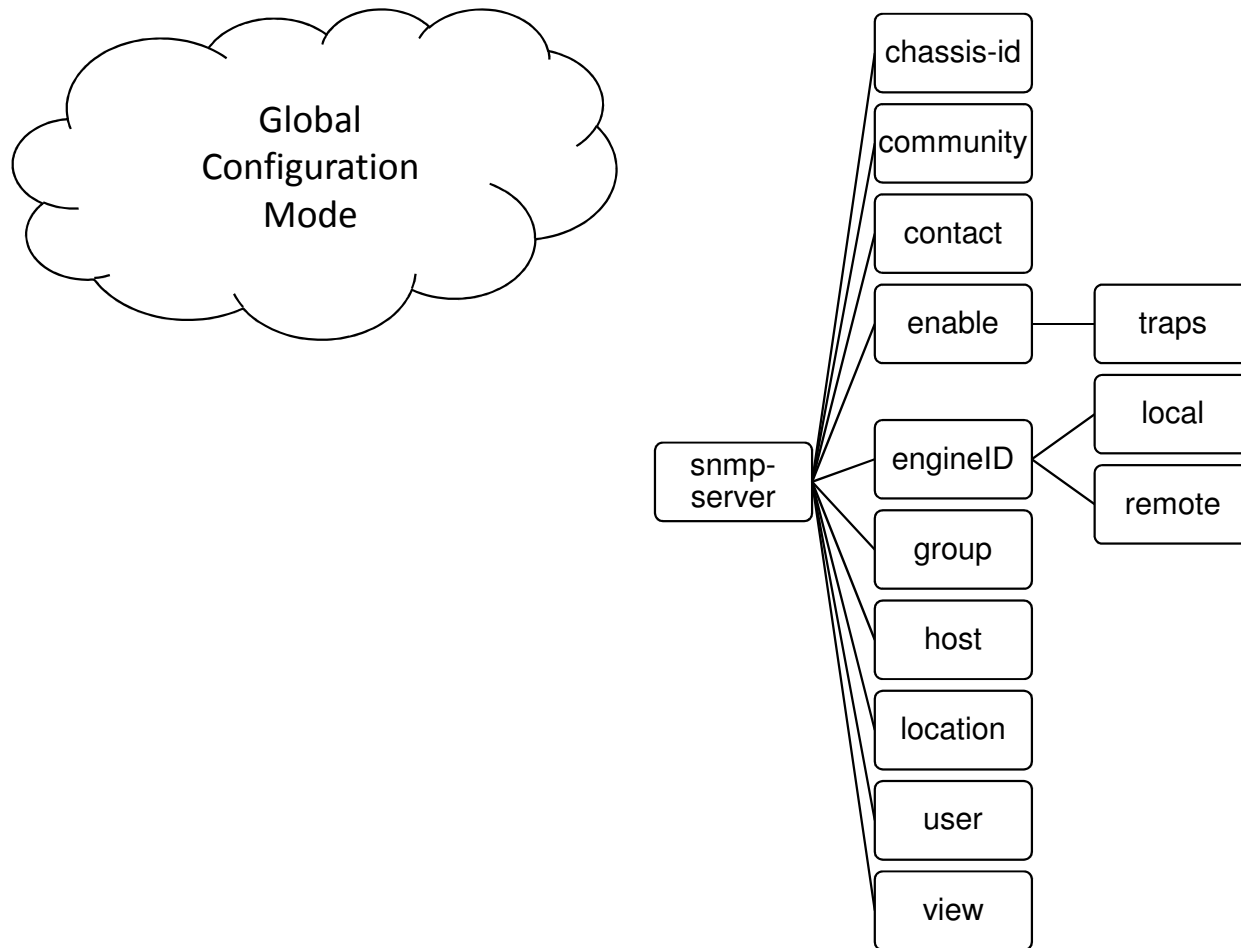 Global
Configuration
Mode
snmp-
server
chassis-id
community
contact
enable
traps
engineID
local
remote
group
host
location
user
view